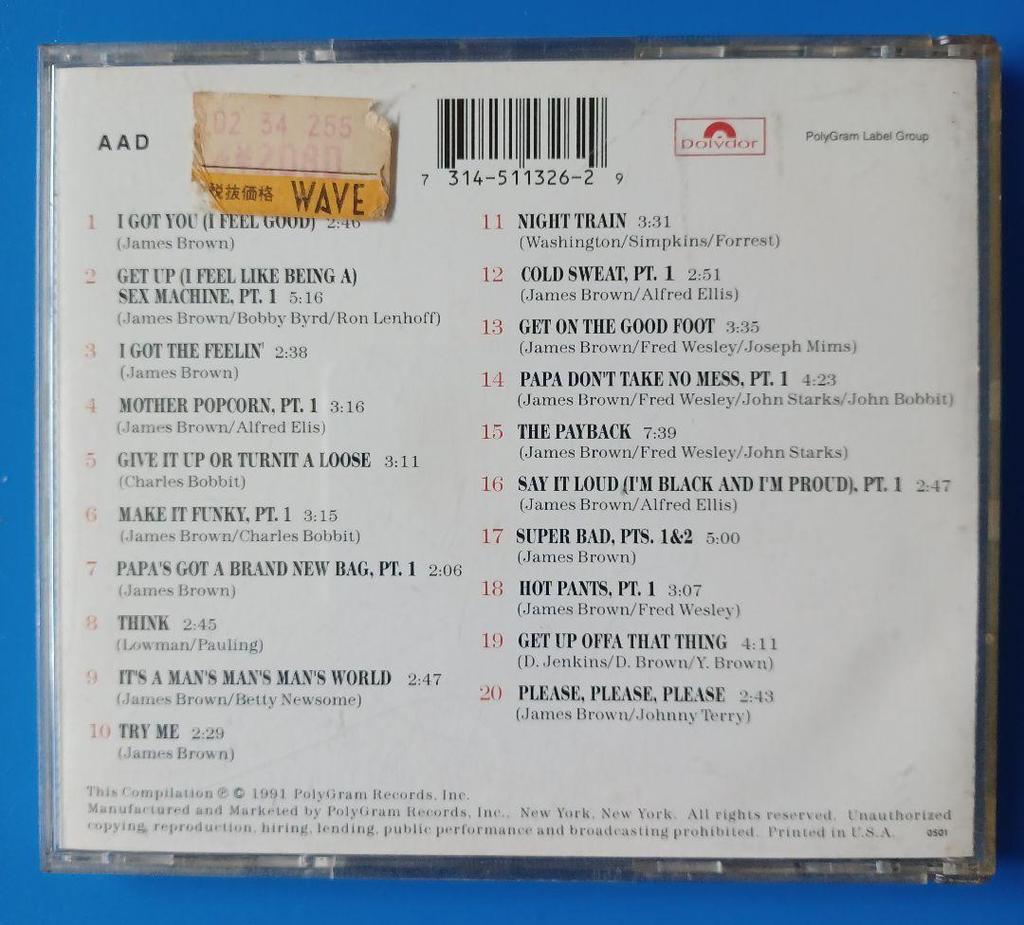 AAD
02 34 255
¥2080
税抜価格 WAVE
7 314-511326-2 9
Polydor
PolyGram Label Group
1 I GOT YOU (I FEEL GOOD) 2:46
(James Brown)
2 GET UP (I FEEL LIKE BEING A)
SEX MACHINE, PT. 1 5:16
(James Brown/Bobby Byrd/Ron Lenhoff)
3 I GOT THE FEELIN' 2:38
(James Brown)
4 MOTHER POPCORN, PT. 1 3:16
(James Brown/Alfred Elis)
5 GIVE IT UP OR TURNIT A LOOSE 3:11
(Charles Bobbit)
6 MAKE IT FUNKY, PT. 1 3:15
(James Brown/Charles Bobbit)
7 PAPA'S GOT A BRAND NEW BAG, PT. 1 2:06
(James Brown)
8 THINK 2:45
(Lowman/Pauling)
9 IT'S A MAN'S MAN'S MAN'S WORLD 2:47
(James Brown/Betty Newsome)
10 TRY ME 2:29
(James Brown)
11 NIGHT TRAIN 3:31
(Washington/Simpkins/Forrest)
12 COLD SWEAT, PT. 1 2:51
(James Brown/Alfred Ellis)
13 GET ON THE GOOD FOOT 3:35
(James Brown/Fred Wesley/Joseph Mims)
14 PAPA DON'T TAKE NO MESS, PT. 1 4:23
(James Brown/Fred Wesley/John Starks/John Bobbit)
15 THE PAYBACK 7:39
(James Brown/Fred Wesley/John Starks)
16 SAY IT LOUD (I'M BLACK AND I'M PROUD), PT. 1 2:47
(James Brown/Alfred Ellis)
17 SUPER BAD, PTS. 1&2 5:00
(James Brown)
18 HOT PANTS, PT. 1 3:07
(James Brown/Fred Wesley)
19 GET UP OFFA THAT THING 4:11
(D. Jenkins/D. Brown/Y. Brown)
20 PLEASE, PLEASE, PLEASE 2:43
(James Brown/Johnny Terry)
This Compilation ℗ © 1991 PolyGram Records, Inc.
Manufactured and Marketed by PolyGram Records, Inc., New York, New York. All rights reserved. Unauthorized
copying, reproduction, hiring, lending, public performance and broadcasting prohibited. Printed in U.S.A. 0501